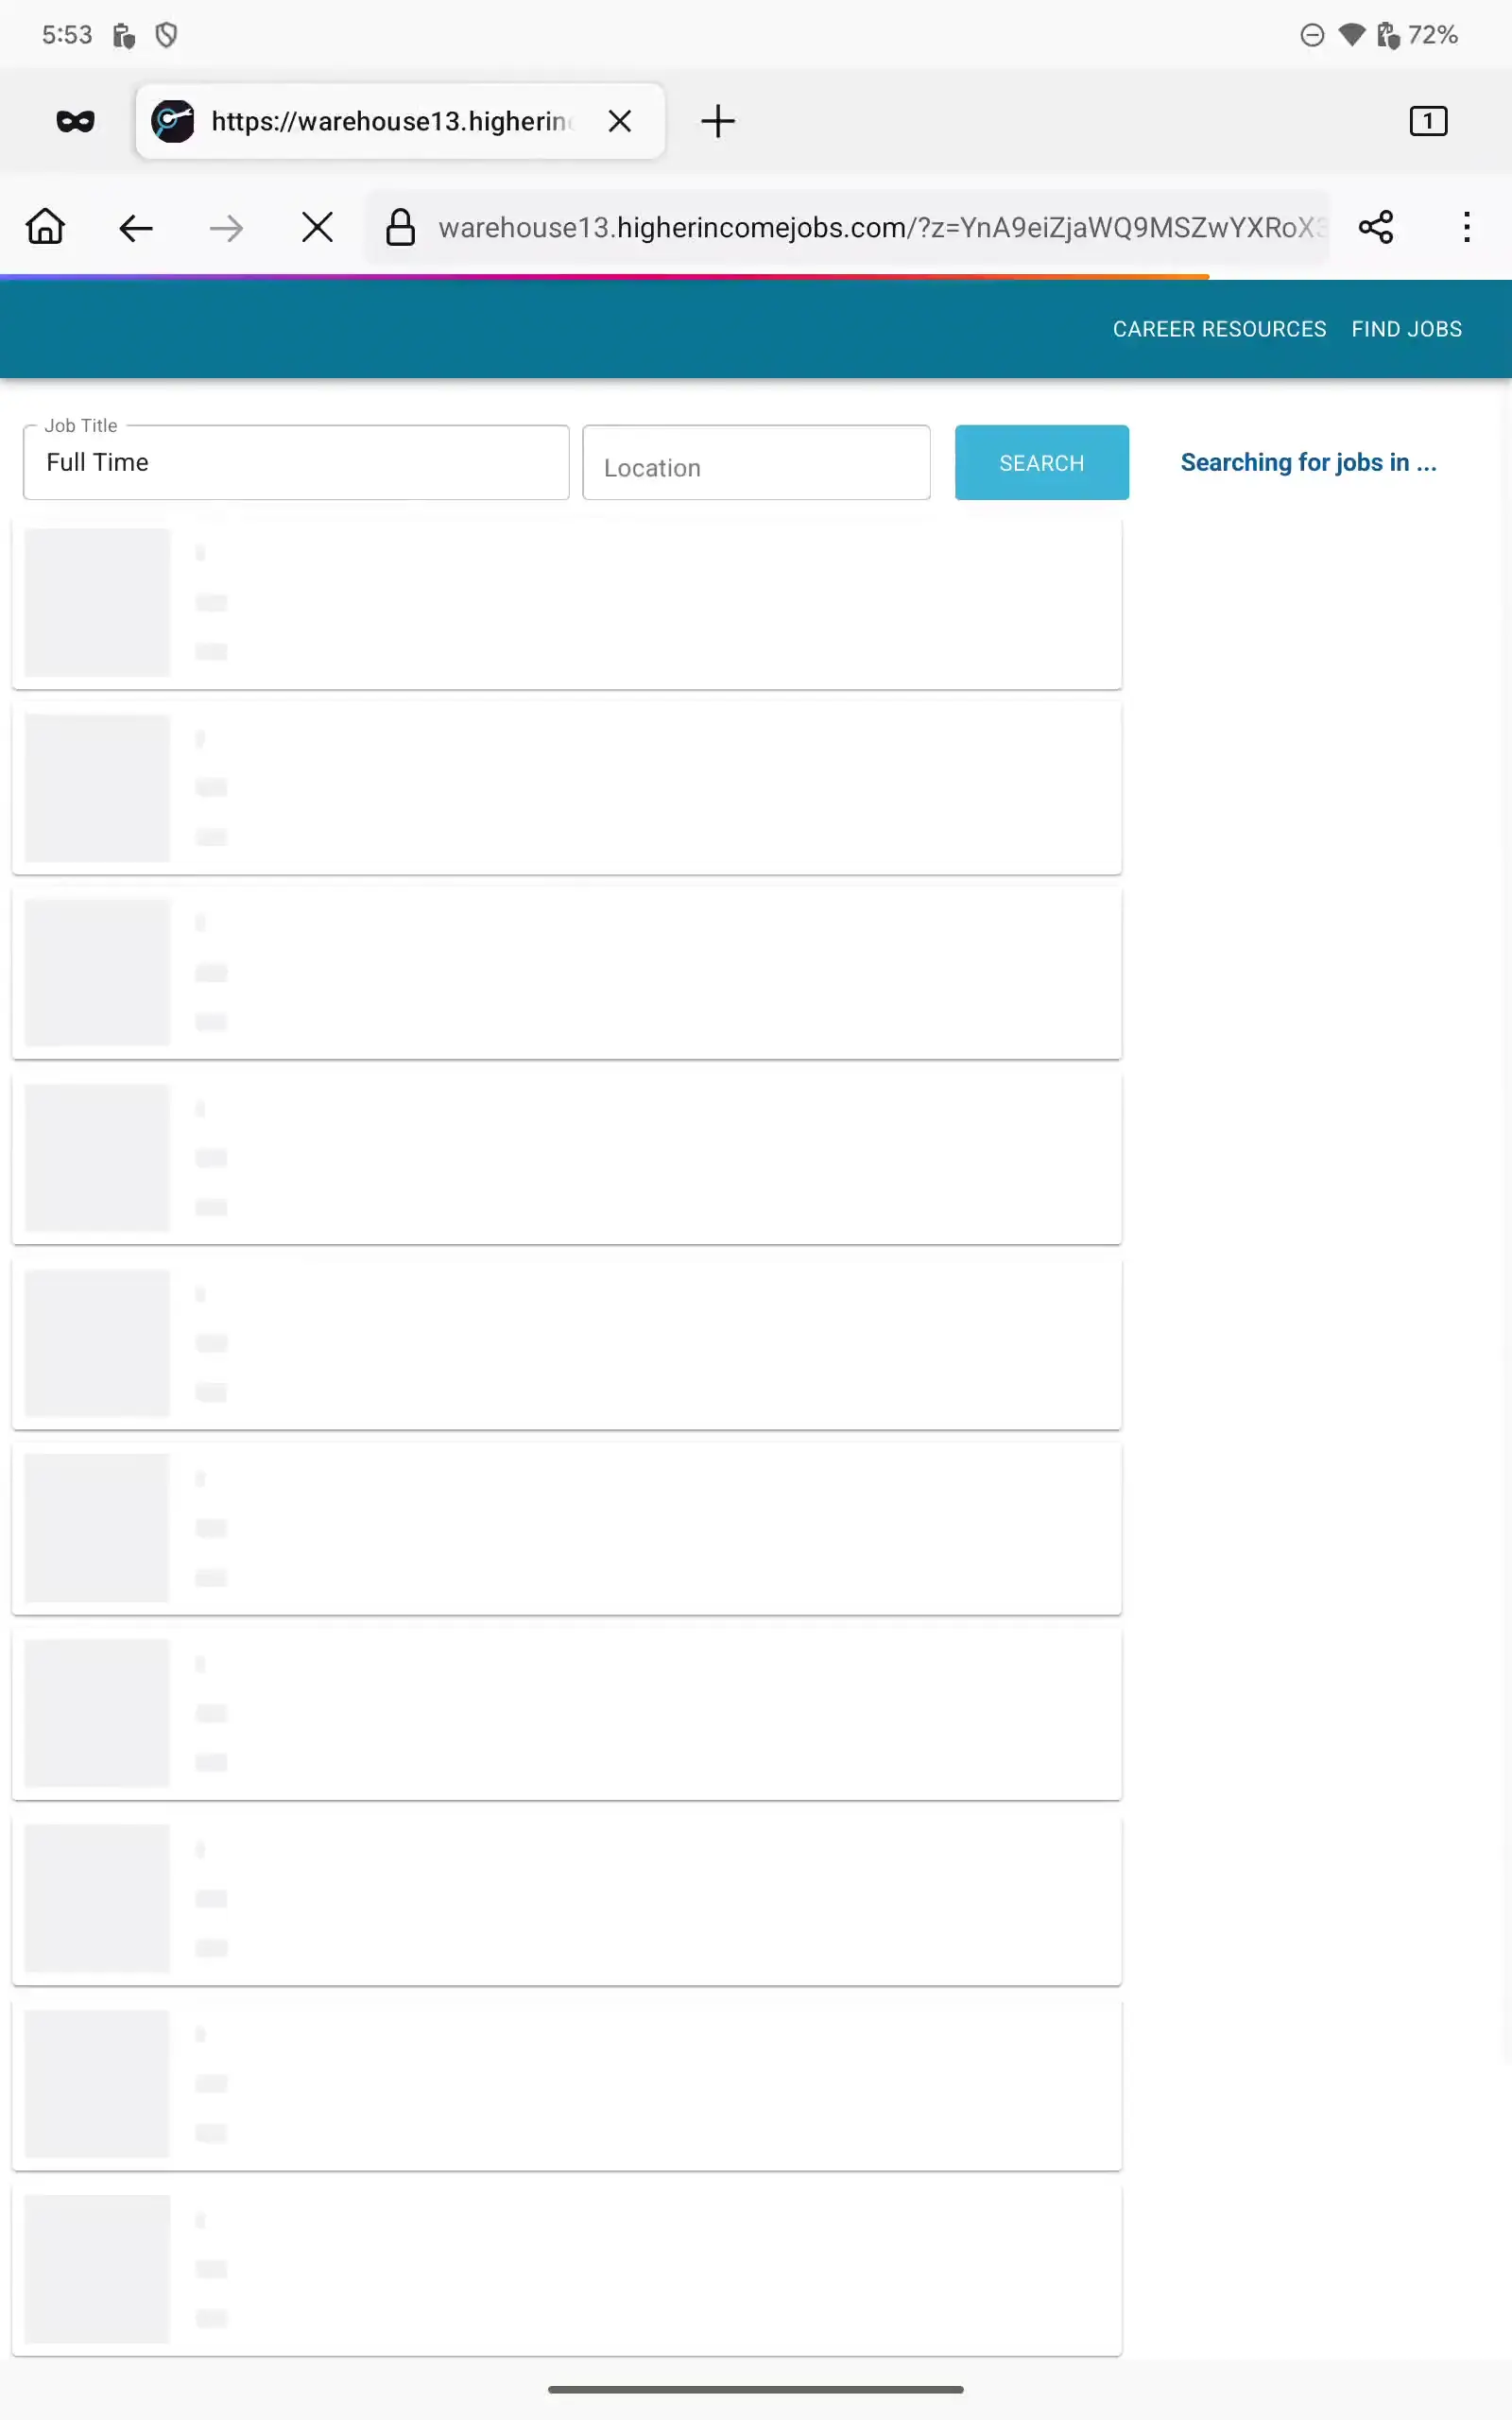 5:53
72%
https://warehouse13.higherin
1
warehouse13.higherincomejobs.com/?z=YnA9eiZjaWQ9MSZwYXRoX3
CAREER RESOURCES FIND JOBS
Job Title
Full Time
Location
SEARCH
Searching for jobs in ...